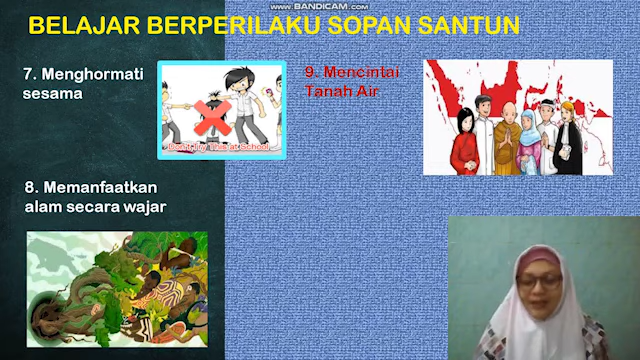 www.BANDICAM.com
BELAJAR BERPERILAKU SOPAN SANTUN
7. Menghormati
sesama
Don't Try This at School
9. Mencintai
Tanah Air
8. Memanfaatkan
alam secara wajar